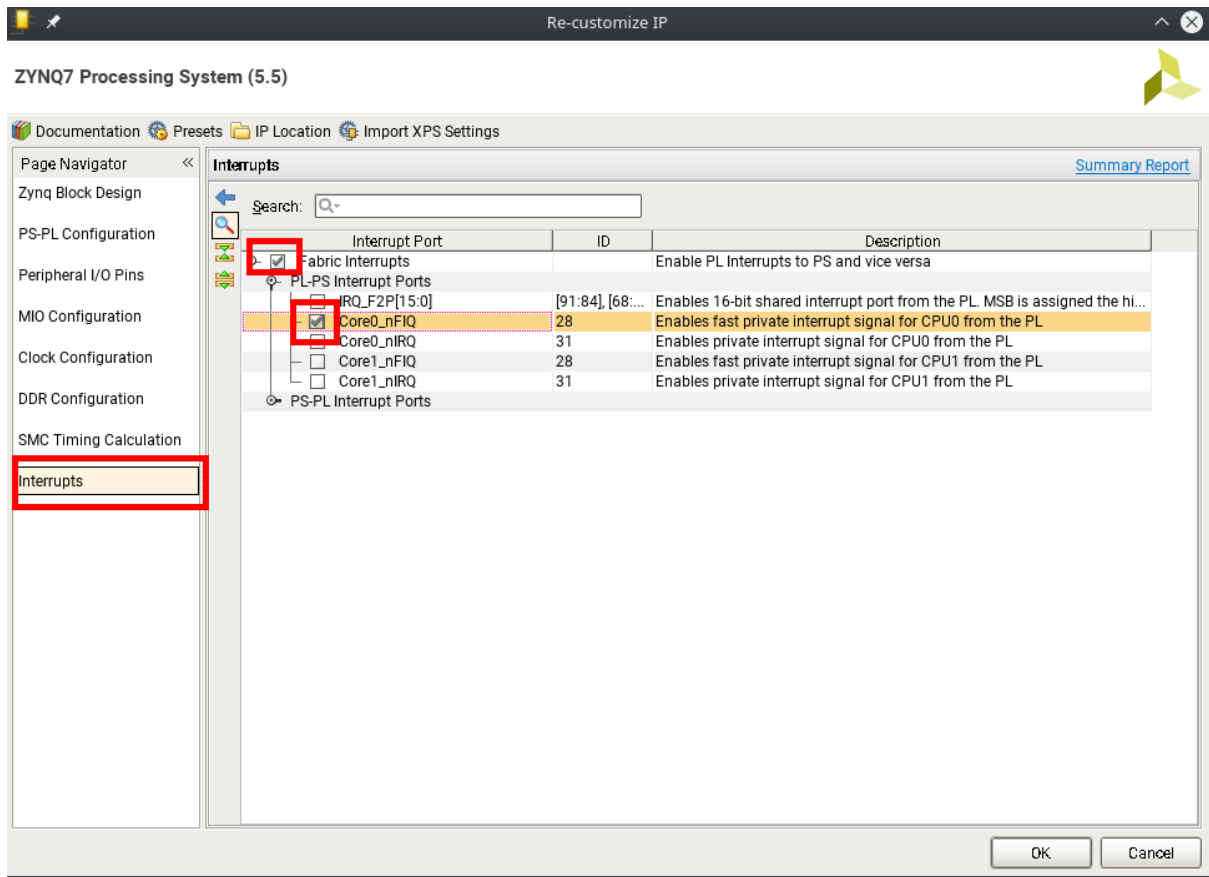 Re-customize IP
ZYNQ7 Processing System (5.5)
Documentation Presets IP Location Import XPS Settings
Page Navigator
Zynq Block Design
PS-PL Configuration
Peripheral I/O Pins
MIO Configuration
Clock Configuration
DDR Configuration
SMC Timing Calculation
Interrupts
Interrupts Summary Report
Search:
Interrupt Port ID Description
Fabric Interrupts Enable PL Interrupts to PS and vice versa
PL-PS Interrupt Ports
IRQ_F2P[15:0] [91:84], [68:... Enables 16-bit shared interrupt port from the PL. MSB is assigned the hi...
Core0_nFIQ 28 Enables fast private interrupt signal for CPU0 from the PL
Core0_nIRQ 31 Enables private interrupt signal for CPU0 from the PL
Core1_nFIQ 28 Enables fast private interrupt signal for CPU1 from the PL
Core1_nIRQ 31 Enables private interrupt signal for CPU1 from the PL
PS-PL Interrupt Ports
OK Cancel